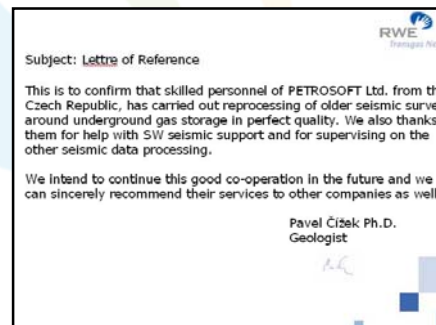 RWE
Transgas Ne
Subject: Lettre of Reference
This is to confirm that skilled personnel of PETROSOFT Ltd. from th
Czech Republic, has carried out reprocessing of older seismic surve
around underground gas storage in perfect quality. We also thanks
them for help with SW seismic support and for supervising on the
other seismic data processing.
We intend to continue this good co-operation in the future and we
can sincerely recommend their services to other companies as well
Pavel Čížek Ph.D.
Geologist